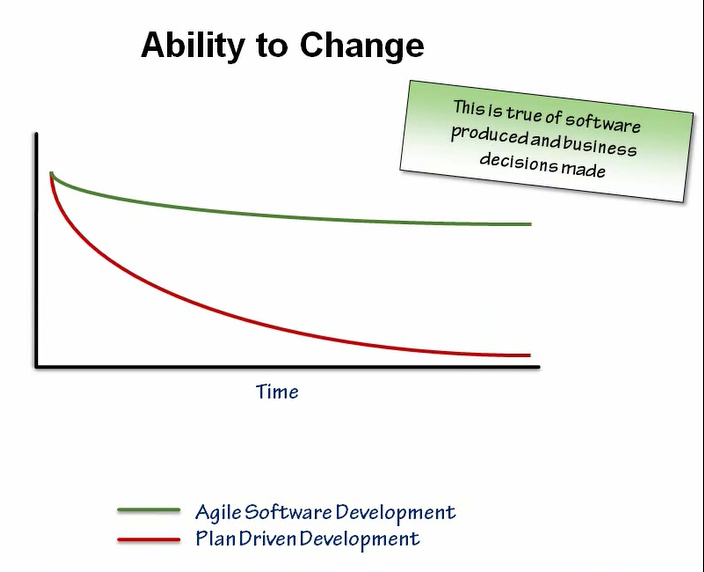 Ability to Change
This is true of software
produced and business
decisions made
Time
Agile Software Development
Plan Driven Development